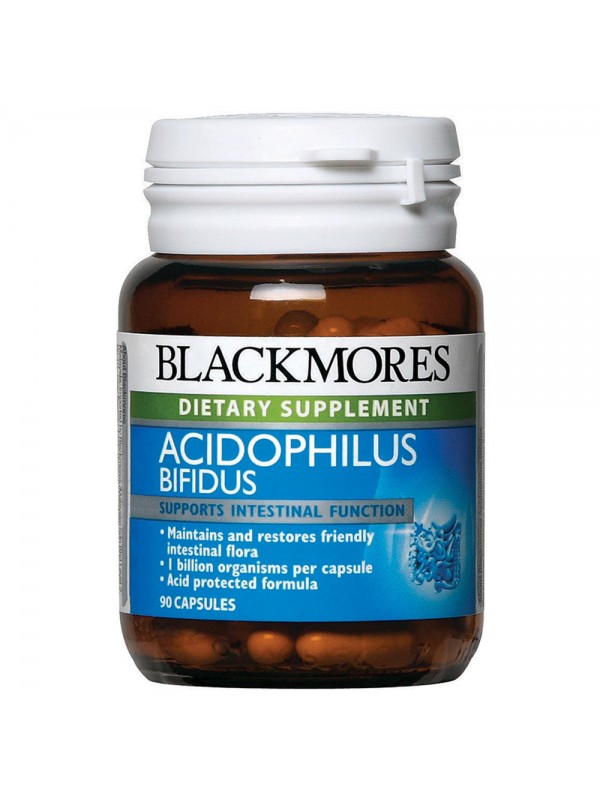 BLACKMORES
DIETARY SUPPLEMENT
ACIDOPHILUS
BIFIDUS
SUPPORTS INTESTINAL FUNCTION
• Maintains and restores friendly
intestinal flora
• 1 billion organisms per capsule
• Acid protected formula
90 CAPSULES